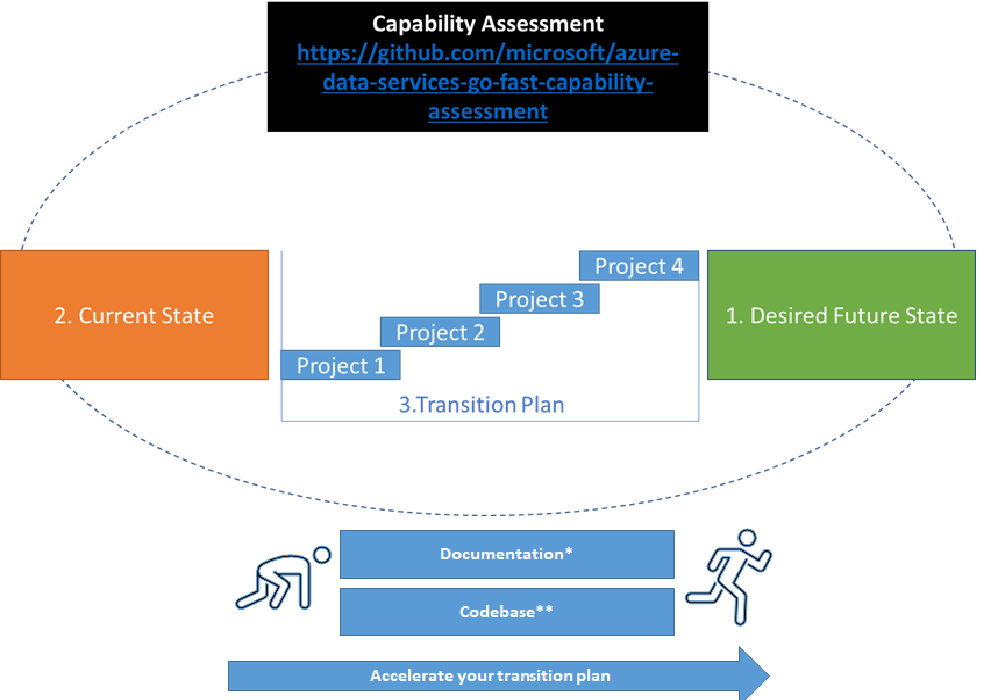 Capability Assessment
https://github.com/microsoft/azure-
data-services-go-fast-capability-
assessment
2. Current State
Project 4
Project 3
Project 2
Project 1
3.Transition Plan
1. Desired Future State
Documentation*
Codebase**
Accelerate your transition plan